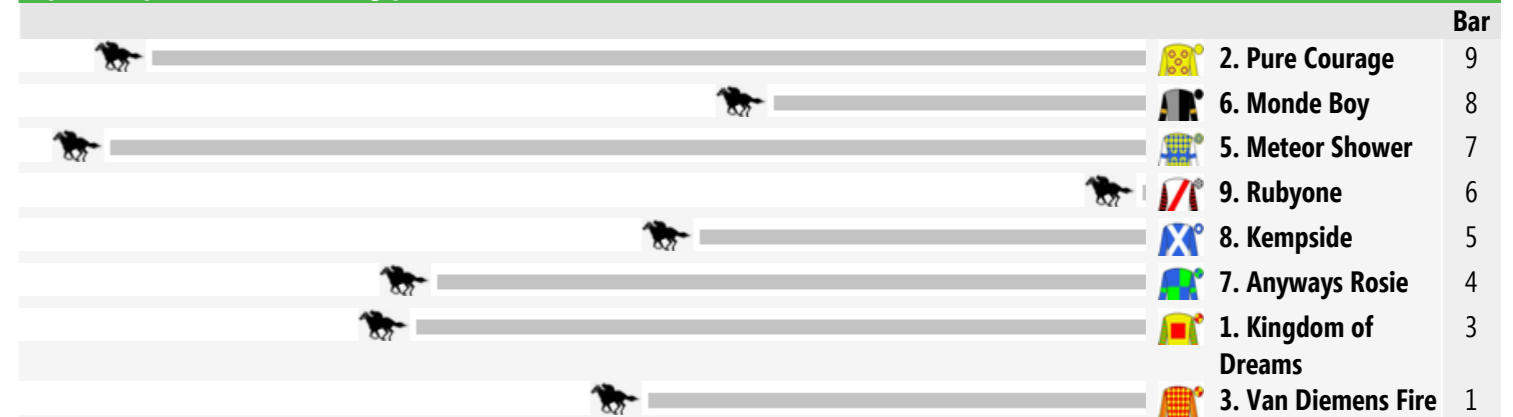 Bar
2. Pure Courage 9
6. Monde Boy 8
5. Meteor Shower 7
9. Rubyone 6
8. Kempside 5
7. Anyways Rosie 4
1. Kingdom of 3
Dreams
3. Van Diemens Fire 1